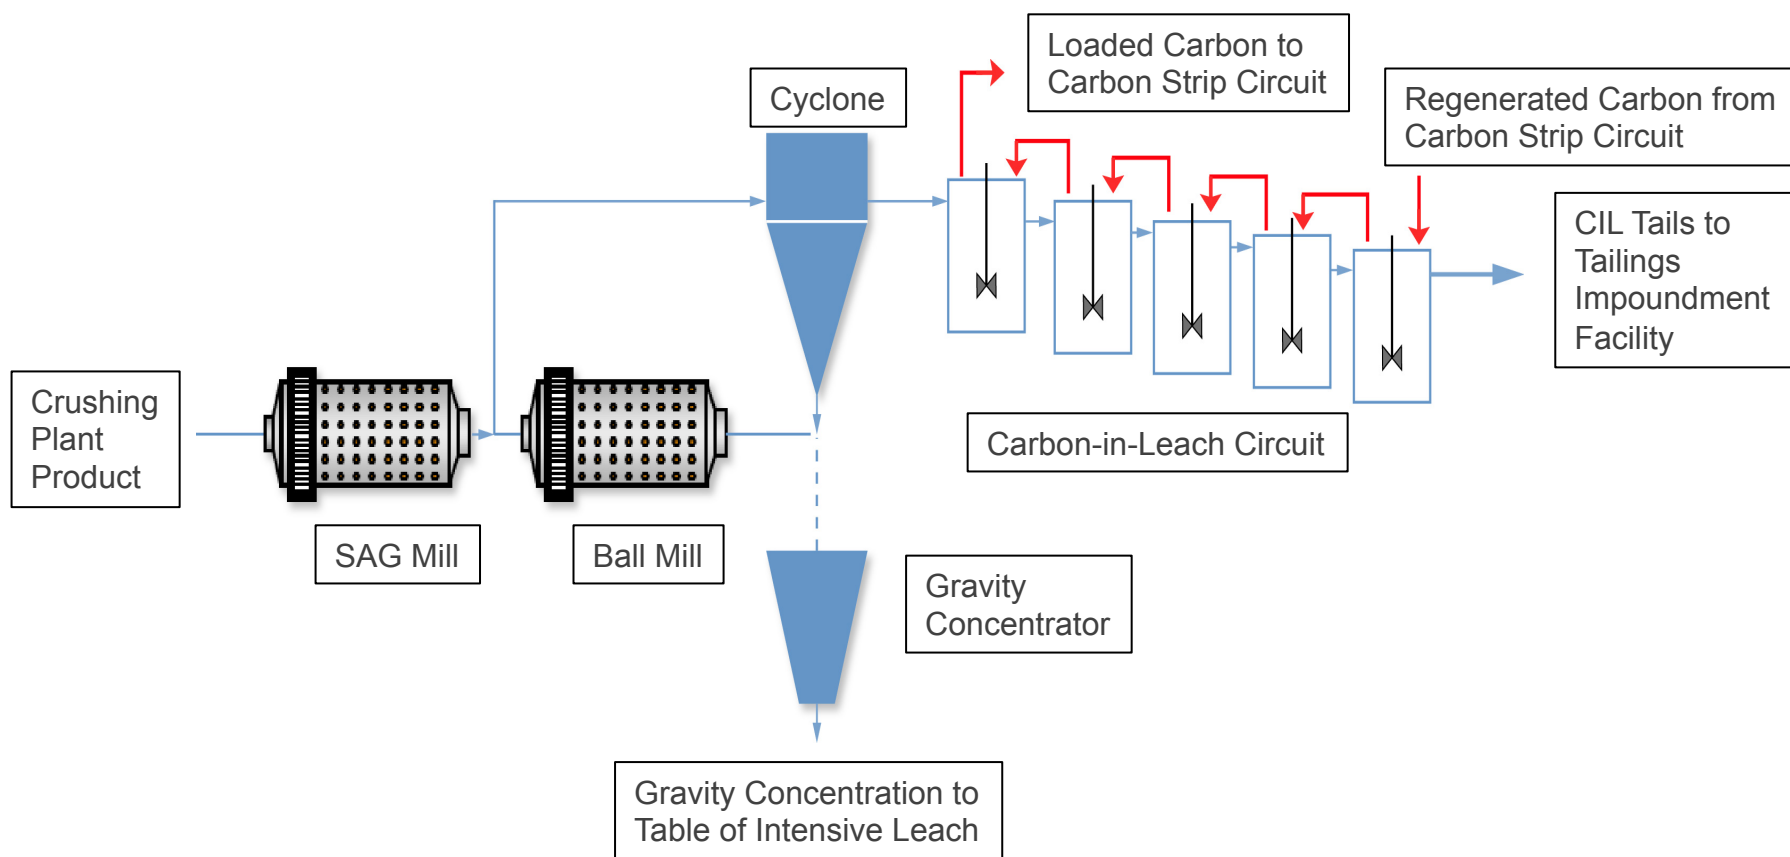 Loaded Carbon to
Carbon Strip Circuit
Cyclone
Regenerated Carbon from
Carbon Strip Circuit
CIL Tails to
Tailings
Impoundment
Facility
Crushing
Plant
Product
Carbon-in-Leach Circuit
SAG Mill
Ball Mill
Gravity
Concentrator
Gravity Concentration to
Table of Intensive Leach